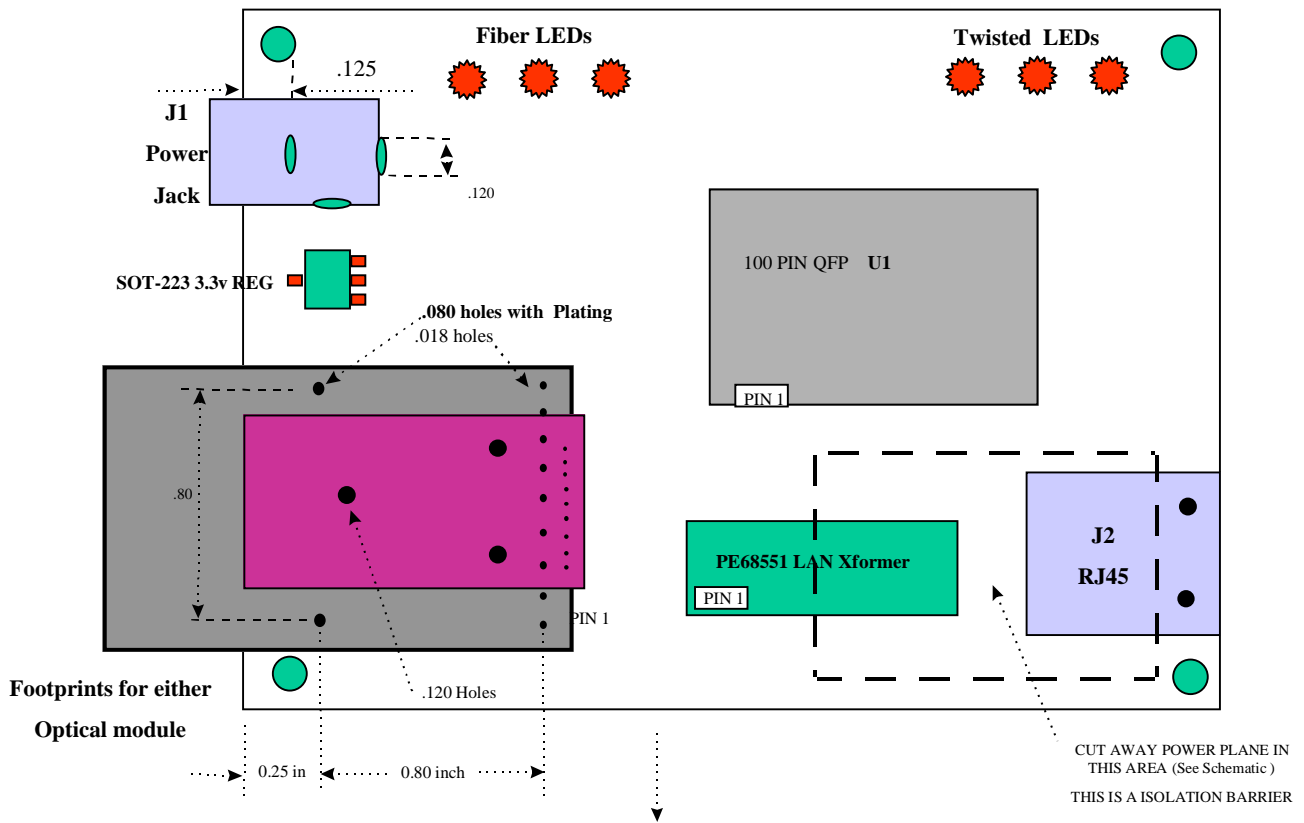 Fiber LEDs
Twisted LEDs
.125
J1
Power
Jack
.120
SOT-223 3.3v REG
100 PIN QFP U1
.080 holes with Plating
.018 holes
PIN 1
.80
J2
RJ45
PE68551 LAN Xformer
PIN 1
PIN 1
Footprints for either
Optical module
.120 Holes
0.25 in
0.80 inch
CUT AWAY POWER PLANE IN
THIS AREA (See Schematic )
THIS IS A ISOLATION BARRIER